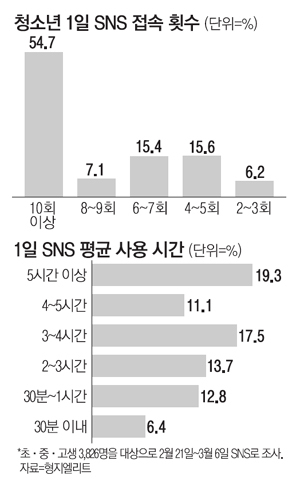 청소년 1일 SNS 접속 횟수 (단위=%)
54.7
7.1
15.4
15.6
6.2
10회 이상
8~9회
6~7회
4~5회
2~3회
1일 SNS 평균 사용 시간 (단위=%)
5시간 이상 19.3
4~5시간 11.1
3~4시간 17.5
2~3시간 13.7
30분~1시간 12.8
30분 이내 6.4
*초·중·고생 3,826명을 대상으로 2월 21일~3월 6일 SNS로 조사.
자료=형지엘리트